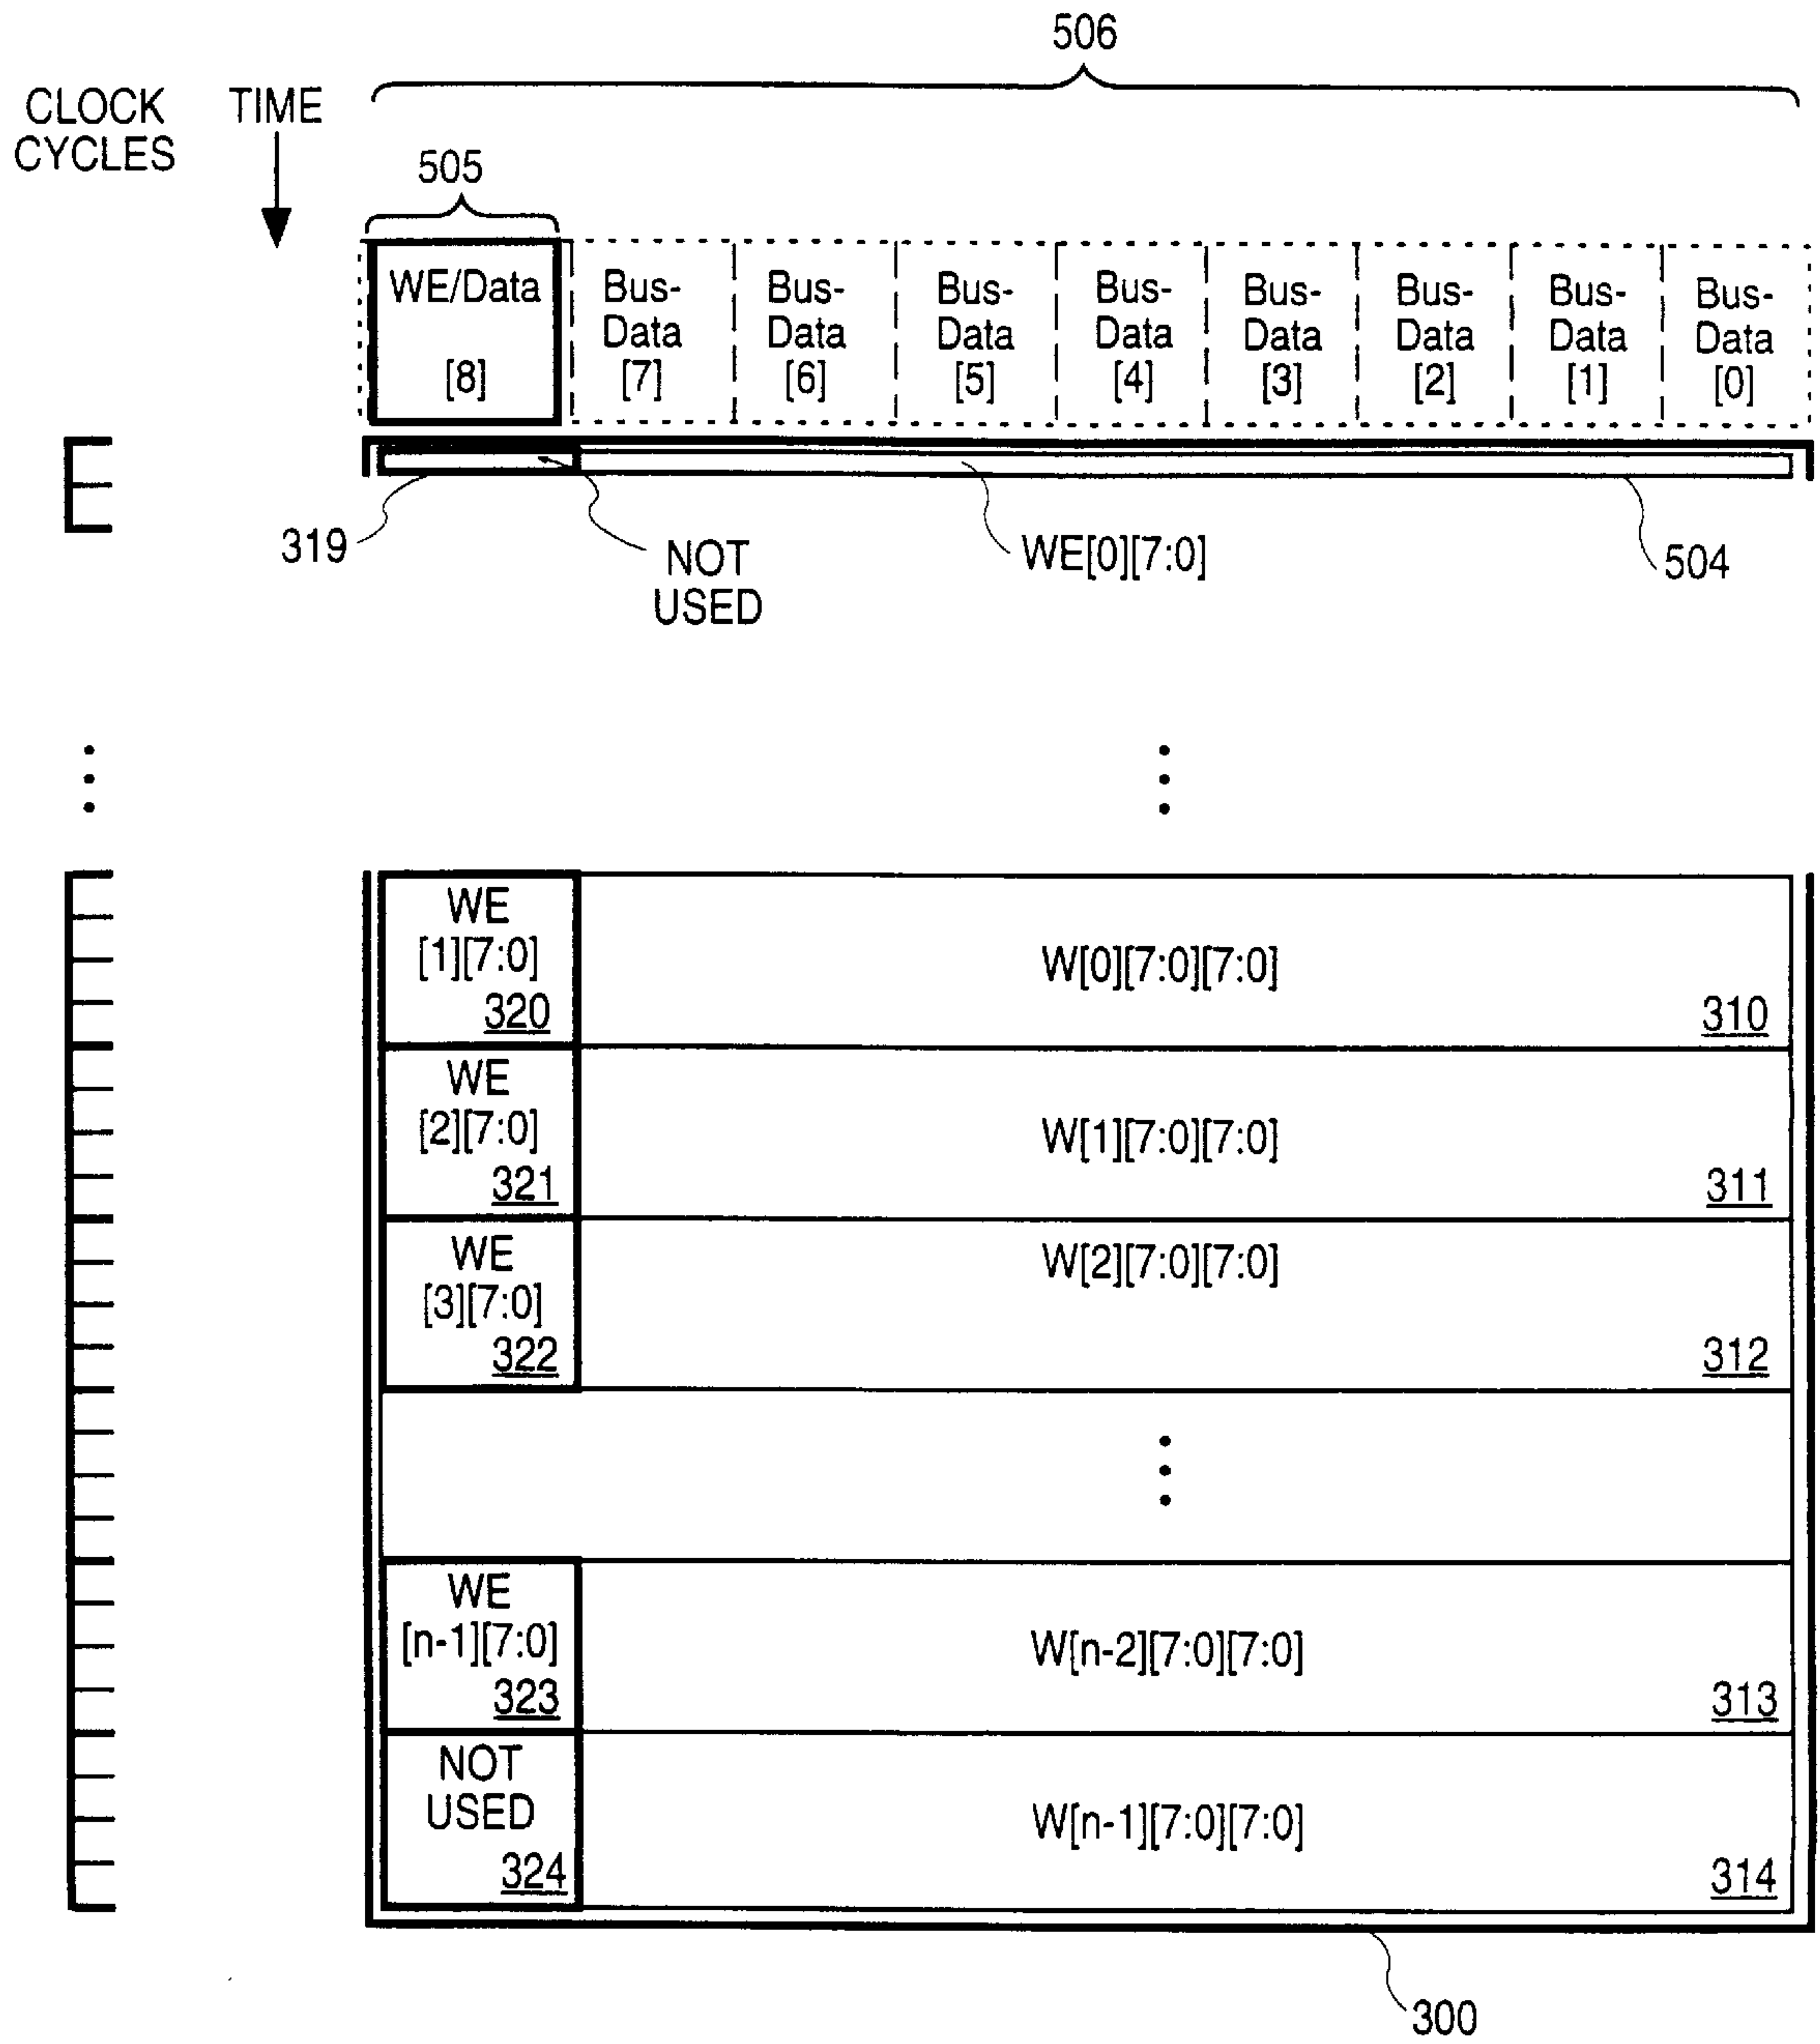 506
CLOCK
CYCLES
TIME
505
WE/Data
[8]
Bus-
Data
[7]
Bus-
Data
[6]
Bus-
Data
[5]
Bus-
Data
[4]
Bus-
Data
[3]
Bus-
Data
[2]
Bus-
Data
[1]
Bus-
Data
[0]
319
NOT
USED
WE[0][7:0]
504
WE
[1][7:0]
320
W[0][7:0][7:0]
310
WE
[2][7:0]
321
W[1][7:0][7:0]
311
WE
[3][7:0]
322
W[2][7:0][7:0]
312
WE
[n-1][7:0]
323
W[n-2][7:0][7:0]
313
NOT
USED
324
W[n-1][7:0][7:0]
314
300